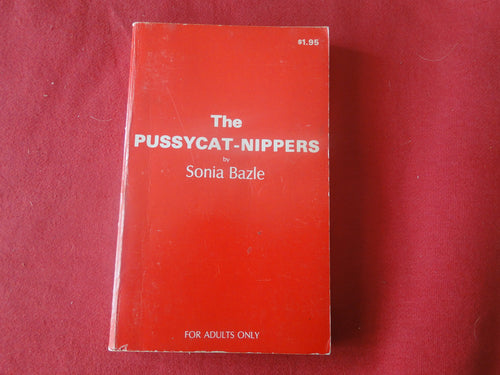 $1.95
The
PUSSYCAT-NIPPERS
by
Sonia Bazle
FOR ADULTS ONLY